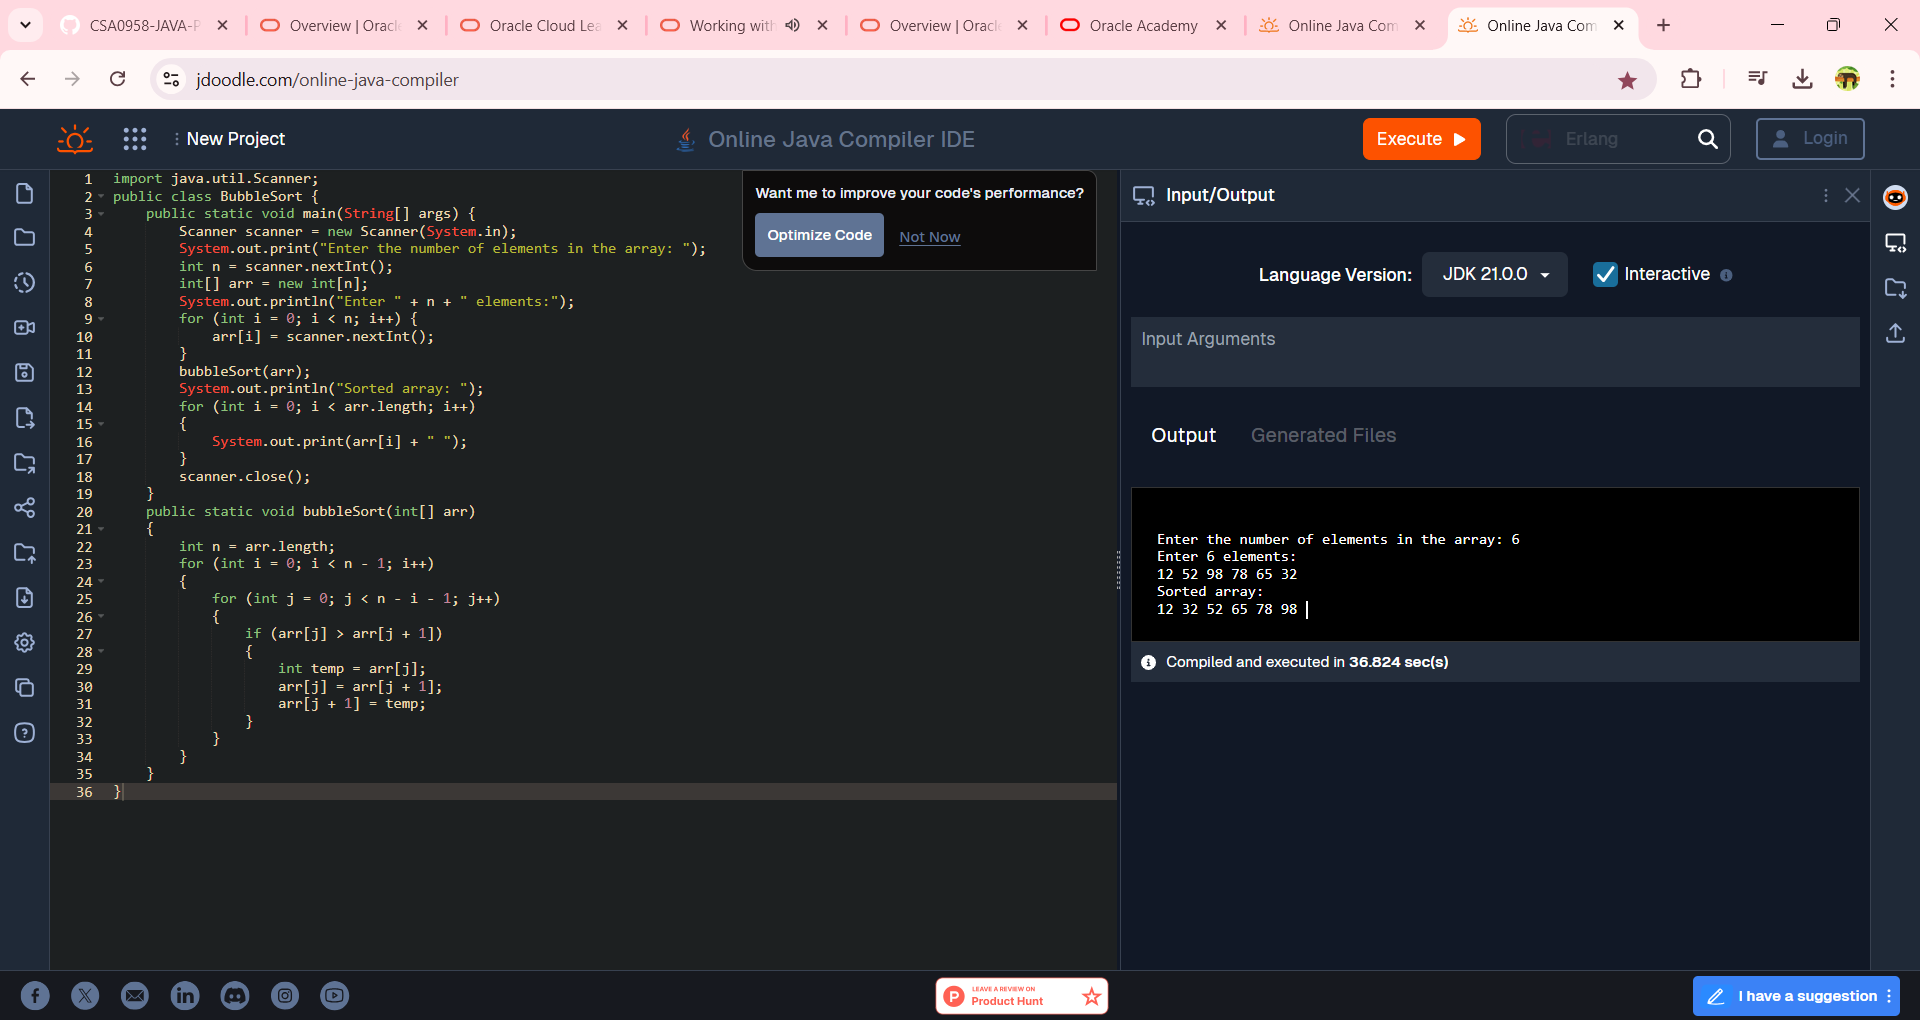 CSA0958-JAVA-P
Overview | Oracle
Oracle Cloud Lea
Working with
Overview | Oracle
Oracle Academy
Online Java Com
Online Java Com
jdoodle.com/online-java-compiler
New Project
Online Java Compiler IDE
Execute
Erlang
Login
1 import java.util.Scanner;
2 public class BubbleSort {
3 public static void main(String[] args) {
4 Scanner scanner = new Scanner(System.in);
5 System.out.print("Enter the number of elements in the array: ");
6 int n = scanner.nextInt();
7 int[] arr = new int[n];
8 System.out.println("Enter " + n + " elements:");
9 for (int i = 0; i < n; i++) {
10 arr[i] = scanner.nextInt();
11 }
12 bubbleSort(arr);
13 System.out.println("Sorted array: ");
14 for (int i = 0; i < arr.length; i++)
15 {
16 System.out.print(arr[i] + " ");
17 }
18 scanner.close();
19 }
20 public static void bubbleSort(int[] arr)
21 {
22 int n = arr.length;
23 for (int i = 0; i < n - 1; i++)
24 {
25 for (int j = 0; j < n - i - 1; j++)
26 {
27 if (arr[j] > arr[j + 1])
28 {
29 int temp = arr[j];
30 arr[j] = arr[j + 1];
31 arr[j + 1] = temp;
32 }
33 }
34 }
35 }
36 }
Want me to improve your code's performance?
Optimize Code
Not Now
Input/Output
Language Version:
JDK 21.0.0
Interactive
Input Arguments
Output
Generated Files
Enter the number of elements in the array: 6
Enter 6 elements:
12 52 98 78 65 32
Sorted array:
12 32 52 65 78 98
Compiled and executed in 36.824 sec(s)
LEAVE A REVIEW ON
Product Hunt
I have a suggestion